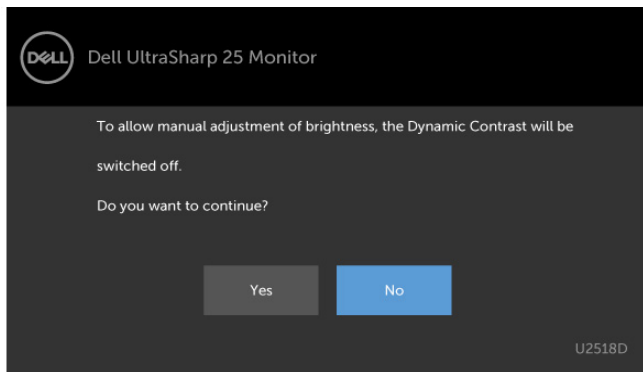 DELL
Dell UltraSharp 25 Monitor
To allow manual adjustment of brightness, the Dynamic Contrast will be
switched off.
Do you want to continue?
Yes
No
U2518D